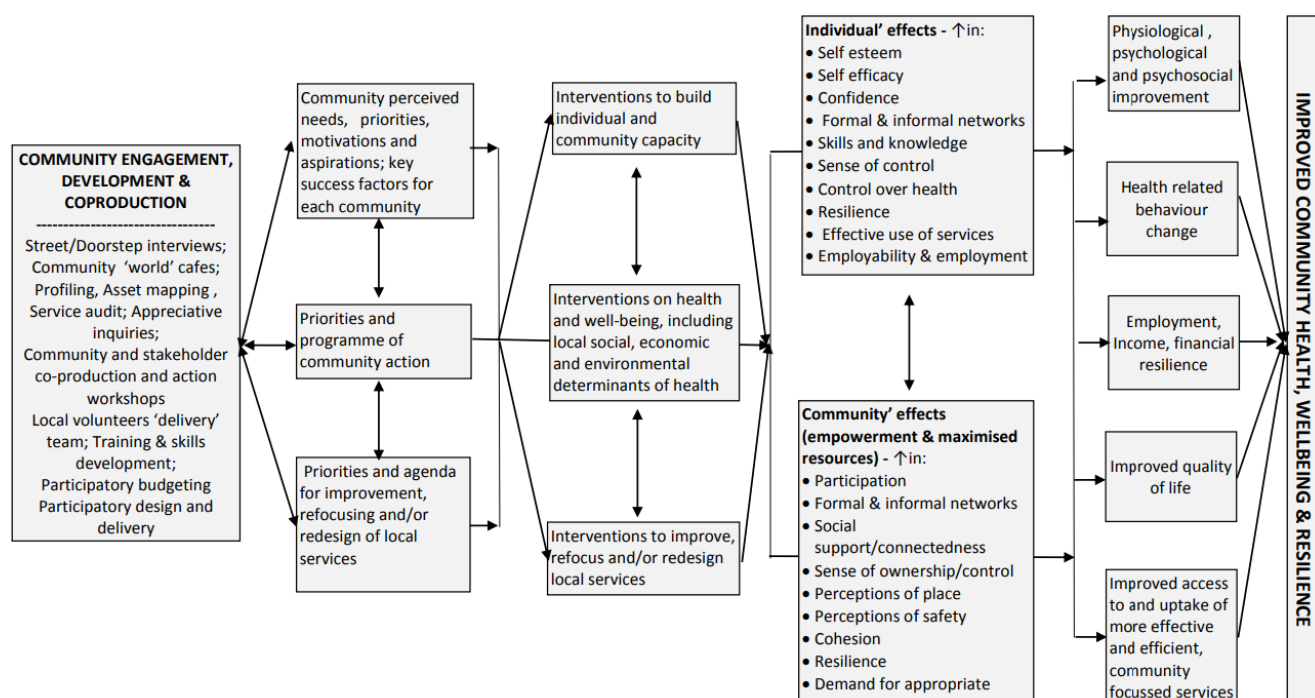 COMMUNITY ENGAGEMENT,
DEVELOPMENT &
COPRODUCTION
---------------------------------
Street/Doorstep interviews;
Community ‘world’ cafes;
Profiling, Asset mapping ,
Service audit; Appreciative
inquiries;
Community and stakeholder
co-production and action
workshops
Local volunteers ‘delivery’
team; Training & skills
development;
Participatory budgeting
Participatory design and
delivery
Community perceived
needs, priorities,
motivations and
aspirations; key
success factors for
each community
Priorities and
programme of
community action
Priorities and agenda
for improvement,
refocusing and/or
redesign of local
services
Interventions to build
individual and
community capacity
Interventions on health
and well-being, including
local social, economic
and environmental
determinants of health
Interventions to improve,
refocus and/or redesign
local services
Individual’ effects - ↑in:
• Self esteem
• Self efficacy
• Confidence
• Formal & informal networks
• Skills and knowledge
• Sense of control
• Control over health
• Resilience
• Effective use of services
• Employability & employment
Community’ effects
(empowerment & maximised
resources) - ↑in:
• Participation
• Formal & informal networks
• Social
support/connectedness
• Sense of ownership/control
• Perceptions of place
• Perceptions of safety
• Cohesion
• Resilience
• Demand for appropriate
Physiological ,
psychological
and psychosocial
improvement
Health related
behaviour
change
Employment,
Income, financial
resilience
Improved quality
of life
Improved access
to and uptake of
more effective
and efficient,
community
focussed services
IMPROVED COMMUNITY HEALTH, WELLBEING & RESILIENCE